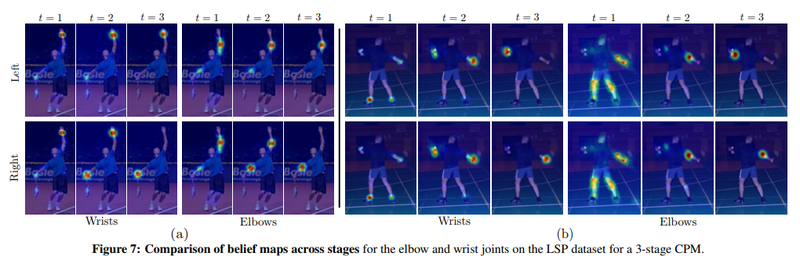 t = 1 t = 2 t = 3 t = 1 t = 2 t = 3 t = 1 t = 2 t = 3 t = 1 t = 2 t = 3
Left
Right
Wrists Elbows Wrists Elbows
(a) (b)
Figure 7: Comparison of belief maps across stages for the elbow and wrist joints on the LSP dataset for a 3-stage CPM.